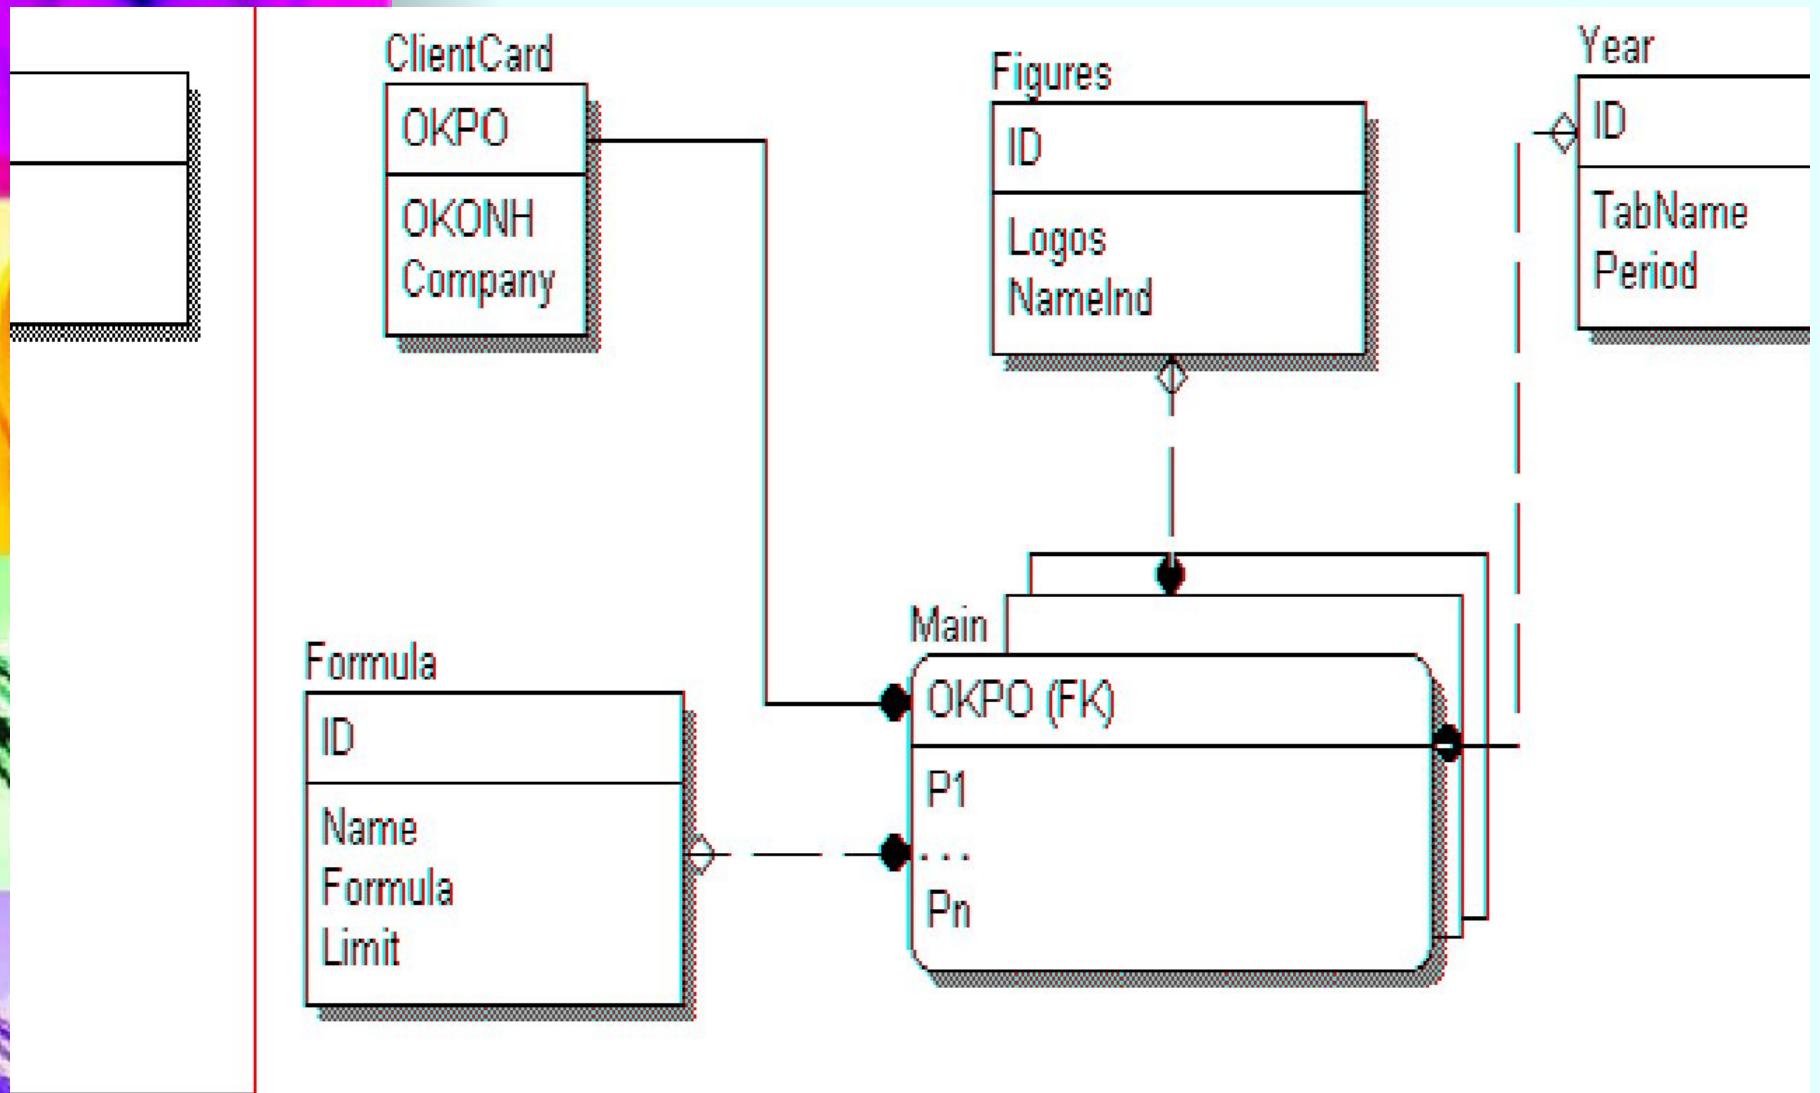 ClientCard
OKPO
OKONH
Company
Figures
ID
Logos
NameInd
Year
ID
TabName
Period
Formula
ID
Name
Formula
Limit
Main
OKPO (FK)
P1
...
Pn